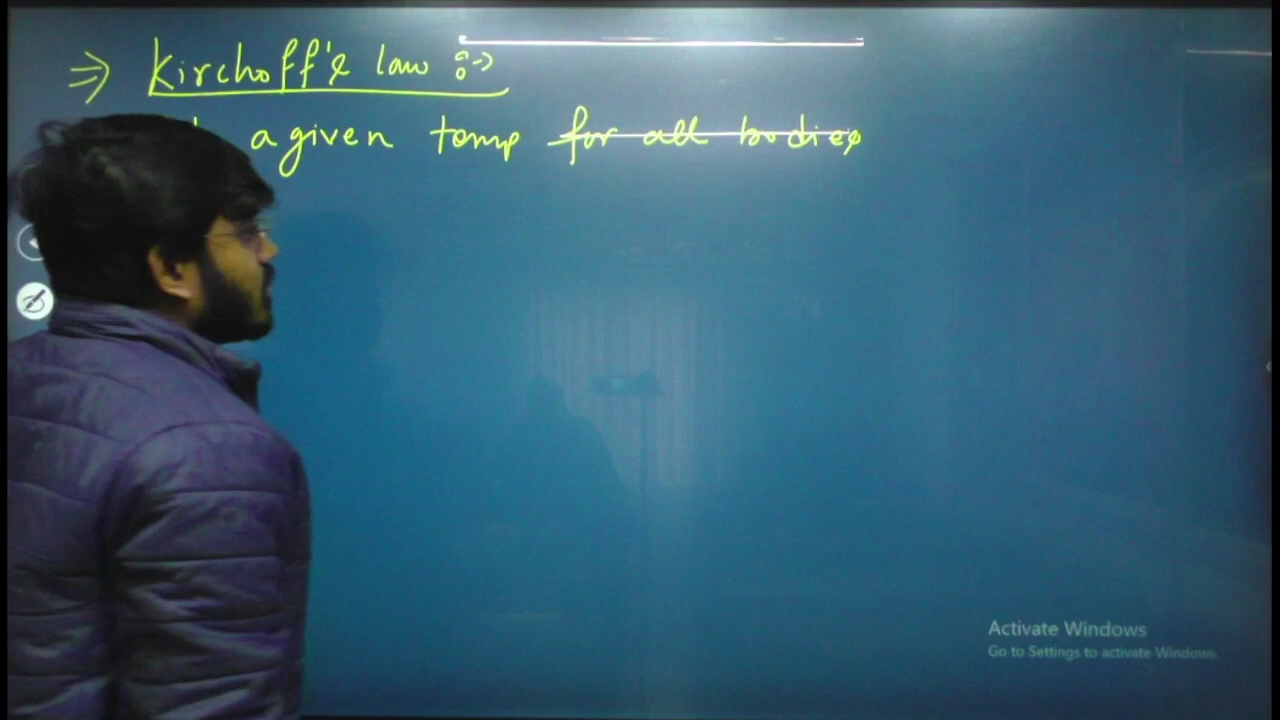 ⇒ Kirchoff's law :->
a given temp for all bodies
Activate Windows
Go to Settings to activate Windows.